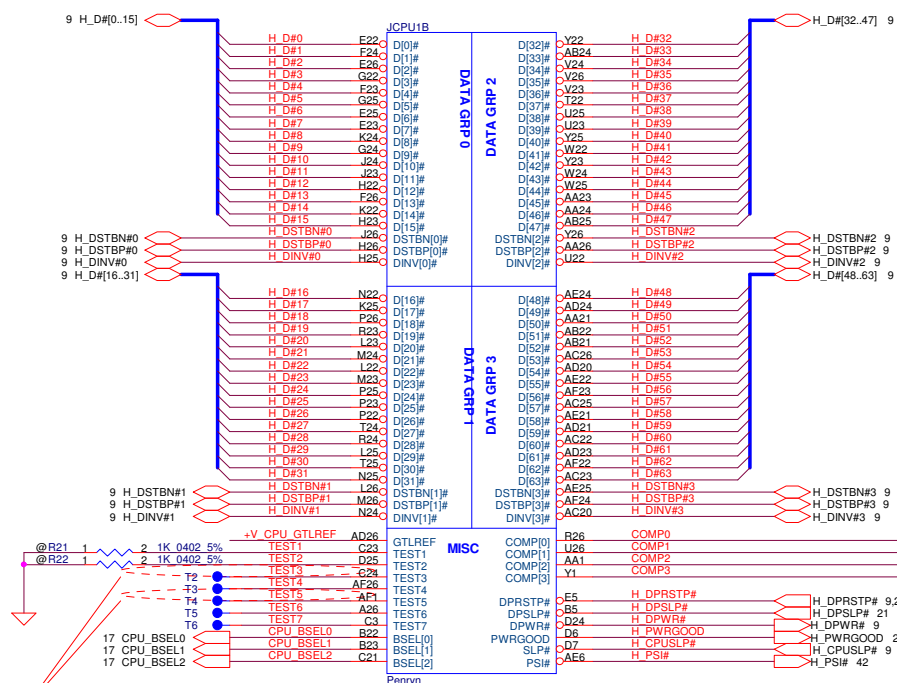 JCPU1B
9 H_D#[0..15] H_D#[32..47] 9
H_D#0 E22 D[0]# D[32]# Y22 H_D#32
H_D#1 F24 D[1]# D[33]# AB24 H_D#33
H_D#2 E26 D[2]# D[34]# V24 H_D#34
H_D#3 G22 D[3]# D[35]# V26 H_D#35
H_D#4 F23 D[4]# D[36]# V23 H_D#36
H_D#5 G25 D[5]# D[37]# T22 H_D#37
H_D#6 E25 D[6]# D[38]# U25 H_D#38
H_D#7 E23 D[7]# D[39]# U23 H_D#39
H_D#8 K24 D[8]# D[40]# Y25 H_D#40
H_D#9 G24 D[9]# D[41]# W22 H_D#41
H_D#10 J24 D[10]# D[42]# Y23 H_D#42
H_D#11 J23 D[11]# D[43]# W24 H_D#43
H_D#12 H22 D[12]# D[44]# W25 H_D#44
H_D#13 F26 D[13]# D[45]# AA23 H_D#45
H_D#14 K22 D[14]# D[46]# AA24 H_D#46
H_D#15 H23 D[15]# D[47]# AB25 H_D#47
9 H_DSTBN#0 H_DSTBN#0 J26 DSTBN[0]# DSTBN[2]# Y26 H_DSTBN#2 H_DSTBN#2 9
9 H_DSTBP#0 H_DSTBP#0 H26 DSTBP[0]# DSTBP[2]# AA26 H_DSTBP#2 H_DSTBP#2 9
9 H_DINV#0 H_DINV#0 H25 DINV[0]# DINV[2]# U22 H_DINV#2 H_DINV#2 9
DATA GRP 0
DATA GRP 2
9 H_D#[16..31] H_D#[48..63] 9
H_D#16 N22 D[16]# D[48]# AE24 H_D#48
H_D#17 K25 D[17]# D[49]# AD24 H_D#49
H_D#18 P26 D[18]# D[50]# AA21 H_D#50
H_D#19 R23 D[19]# D[51]# AB22 H_D#51
H_D#20 L23 D[20]# D[52]# AB21 H_D#52
H_D#21 M24 D[21]# D[53]# AC26 H_D#53
H_D#22 L22 D[22]# D[54]# AD20 H_D#54
H_D#23 M23 D[23]# D[55]# AE22 H_D#55
H_D#24 P25 D[24]# D[56]# AF23 H_D#56
H_D#25 P23 D[25]# D[57]# AC25 H_D#57
H_D#26 P22 D[26]# D[58]# AE21 H_D#58
H_D#27 T24 D[27]# D[59]# AD21 H_D#59
H_D#28 R24 D[28]# D[60]# AC22 H_D#60
H_D#29 L25 D[29]# D[61]# AD23 H_D#61
H_D#30 T25 D[30]# D[62]# AF22 H_D#62
H_D#31 N25 D[31]# D[63]# AC23 H_D#63
9 H_DSTBN#1 H_DSTBN#1 L26 DSTBN[1]# DSTBN[3]# AE25 H_DSTBN#3 H_DSTBN#3 9
9 H_DSTBP#1 H_DSTBP#1 M26 DSTBP[1]# DSTBP[3]# AF24 H_DSTBP#3 H_DSTBP#3 9
9 H_DINV#1 H_DINV#1 N24 DINV[1]# DINV[3]# AC20 H_DINV#3 H_DINV#3 9
DATA GRP 1
DATA GRP 3
MISC
+V_CPU_GTLREF AD26 GTLREF COMP[0] R26 COMP0
@R21 1 2 1K_0402_5% TEST1 C23 TEST1 COMP[1] U26 COMP1
@R22 1 2 1K_0402_5% TEST2 D25 TEST2 COMP[2] AA1 COMP2
T2 TEST3 C24 TEST3 COMP[3] Y1 COMP3
T3 TEST4 AF26 TEST4
T4 TEST5 AF1 TEST5 DPRSTP# E5 H_DPRSTP# H_DPRSTP# 9,2
T5 TEST6 A26 TEST6 DPSLP# B5 H_DPSLP# H_DPSLP# 21
T6 TEST7 C3 TEST7 DPWR# D24 H_DPWR# H_DPWR# 9
17 CPU_BSEL0 CPU_BSEL0 B22 BSEL[0] PWRGOOD D6 H_PWRGOOD H_PWRGOOD 2
17 CPU_BSEL1 CPU_BSEL1 B23 BSEL[1] SLP# D7 H_CPUSLP# H_CPUSLP# 9
17 CPU_BSEL2 CPU_BSEL2 C21 BSEL[2] PSI# AE6 H_PSI# H_PSI# 42
Penryn